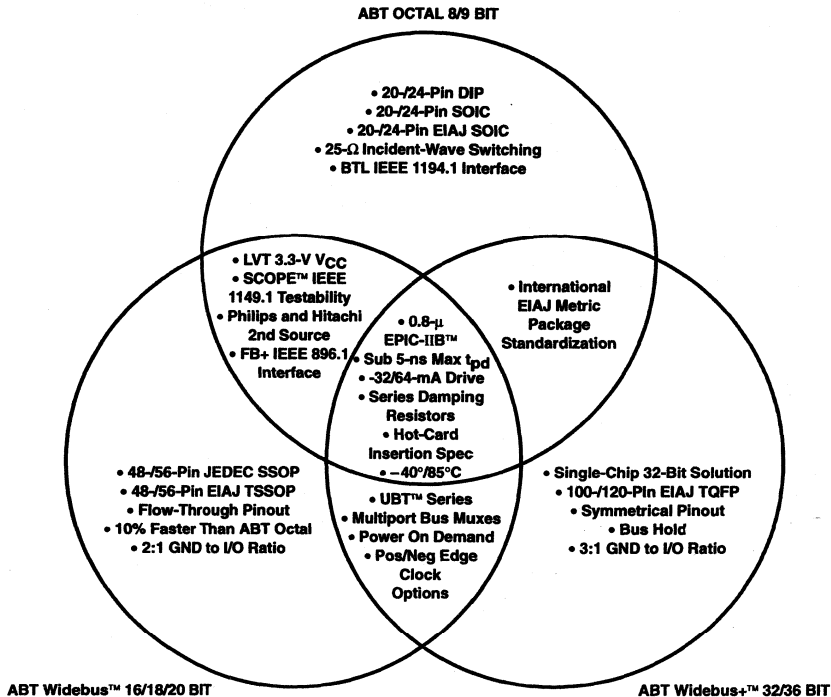 ABT OCTAL 8/9 BIT
• 20-/24-Pin DIP
• 20-/24-Pin SOIC
• 20-/24-Pin EIAJ SOIC
• 25-Ω Incident-Wave Switching
• BTL IEEE 1194.1 Interface
• LVT 3.3-V VCC
• SCOPE™ IEEE
1149.1 Testability
• Philips and Hitachi
2nd Source
• FB+ IEEE 896.1
Interface
• 0.8-μ
EPIC-IIB™
• Sub 5-ns Max tpd
• -32/64-mA Drive
• Series Damping
Resistors
• Hot-Card
Insertion Spec
• −40°/85°C
• International
EIAJ Metric
Package
Standardization
• 48-/56-Pin JEDEC SSOP
• 48-/56-Pin EIAJ TSSOP
• Flow-Through Pinout
• 10% Faster Than ABT Octal
• 2:1 GND to I/O Ratio
• UBT™ Series
• Multiport Bus Muxes
• Power On Demand
• Pos/Neg Edge
Clock
Options
• Single-Chip 32-Bit Solution
• 100-/120-Pin EIAJ TQFP
• Symmetrical Pinout
• Bus Hold
• 3:1 GND to I/O Ratio
ABT Widebus™ 16/18/20 BIT
ABT Widebus+™ 32/36 BIT